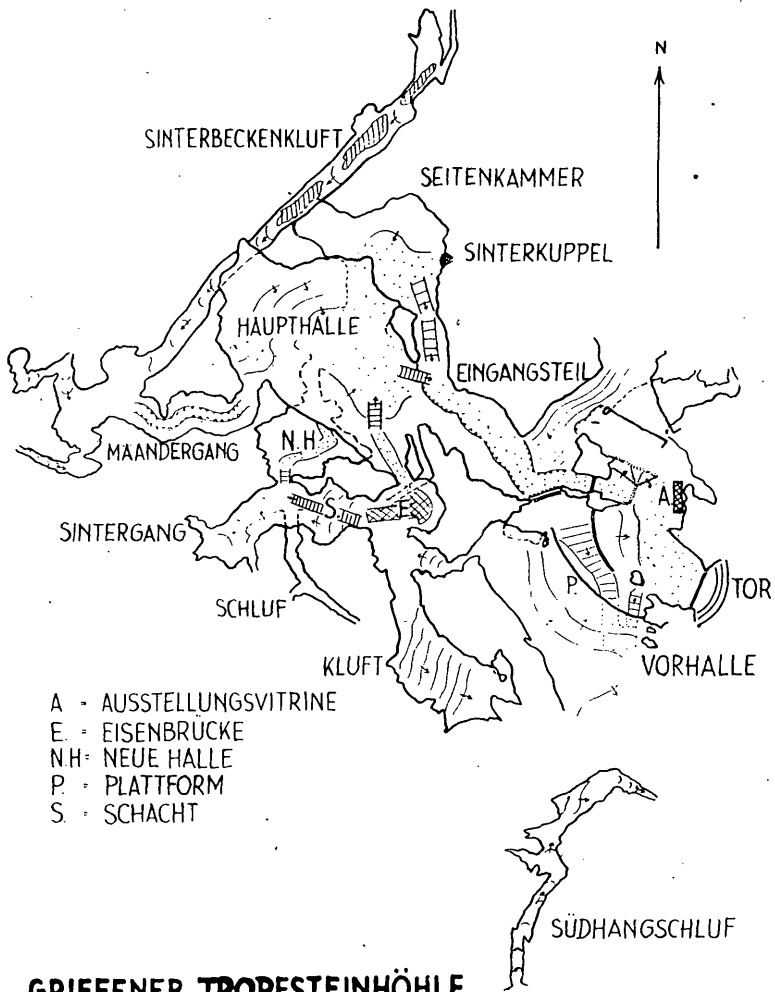 N
SINTERBECKENKLUFT
SEITENKAMMER
SINTERKUPPEL
HAUPTHALLE
EINGANGSTEIL
MÄANDERGANG
N.H
A
SINTERGANG
S.
E
P.
TOR
SCHLUF
KLUFT
VORHALLE
A = AUSSTELLUNGSVITRINE
E. = EISENBRÜCKE
N.H= NEUE HALLE
P. = PLATTFORM
S. = SCHACHT
SÜDHANGSCHLUF
GRIFFENER TROPFSTEINHÖHLE